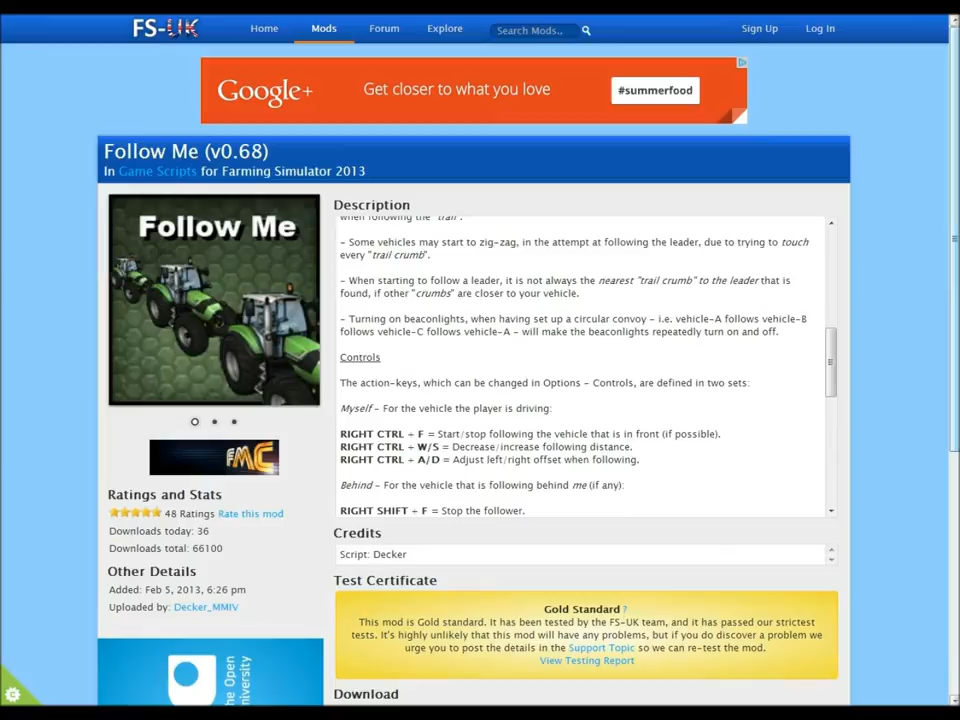 FS-UK
Home Mods Forum Explore Search Mods.. Sign Up Log In
Google+ Get closer to what you love #summerfood
Follow Me (v0.68)
In Game Scripts for Farming Simulator 2013
Follow Me
FMC
Ratings and Stats
48 Ratings Rate this mod
Downloads today: 36
Downloads total: 66100
Other Details
Added: Feb 5, 2013, 6:26 pm
Uploaded by: Decker_MMIV
The Open
University
Description
when following the "trail".
- Some vehicles may start to zig-zag, in the attempt at following the leader, due to trying to touch
every "trail crumb".
- When starting to follow a leader, it is not always the nearest "trail crumb" to the leader that is
found, if other "crumbs" are closer to your vehicle.
- Turning on beaconlights, when having set up a circular convoy - i.e. vehicle-A follows vehicle-B
follows vehicle-C follows vehicle-A - will make the beaconlights repeatedly turn on and off.
Controls
The action-keys, which can be changed in Options - Controls, are defined in two sets:
Myself - For the vehicle the player is driving:
RIGHT CTRL + F = Start/stop following the vehicle that is in front (if possible).
RIGHT CTRL + W/S = Decrease/increase following distance.
RIGHT CTRL + A/D = Adjust left/right offset when following.
Behind - For the vehicle that is following behind me (if any):
RIGHT SHIFT + F = Stop the follower.
Credits
Script: Decker
Test Certificate
Gold Standard ?
This mod is Gold standard. It has been tested by the FS-UK team, and it has passed our strictest
tests. It's highly unlikely that this mod will have any problems, but if you do discover a problem we
urge you to post the details in the Support Topic so we can re-test the mod.
View Testing Report
Download